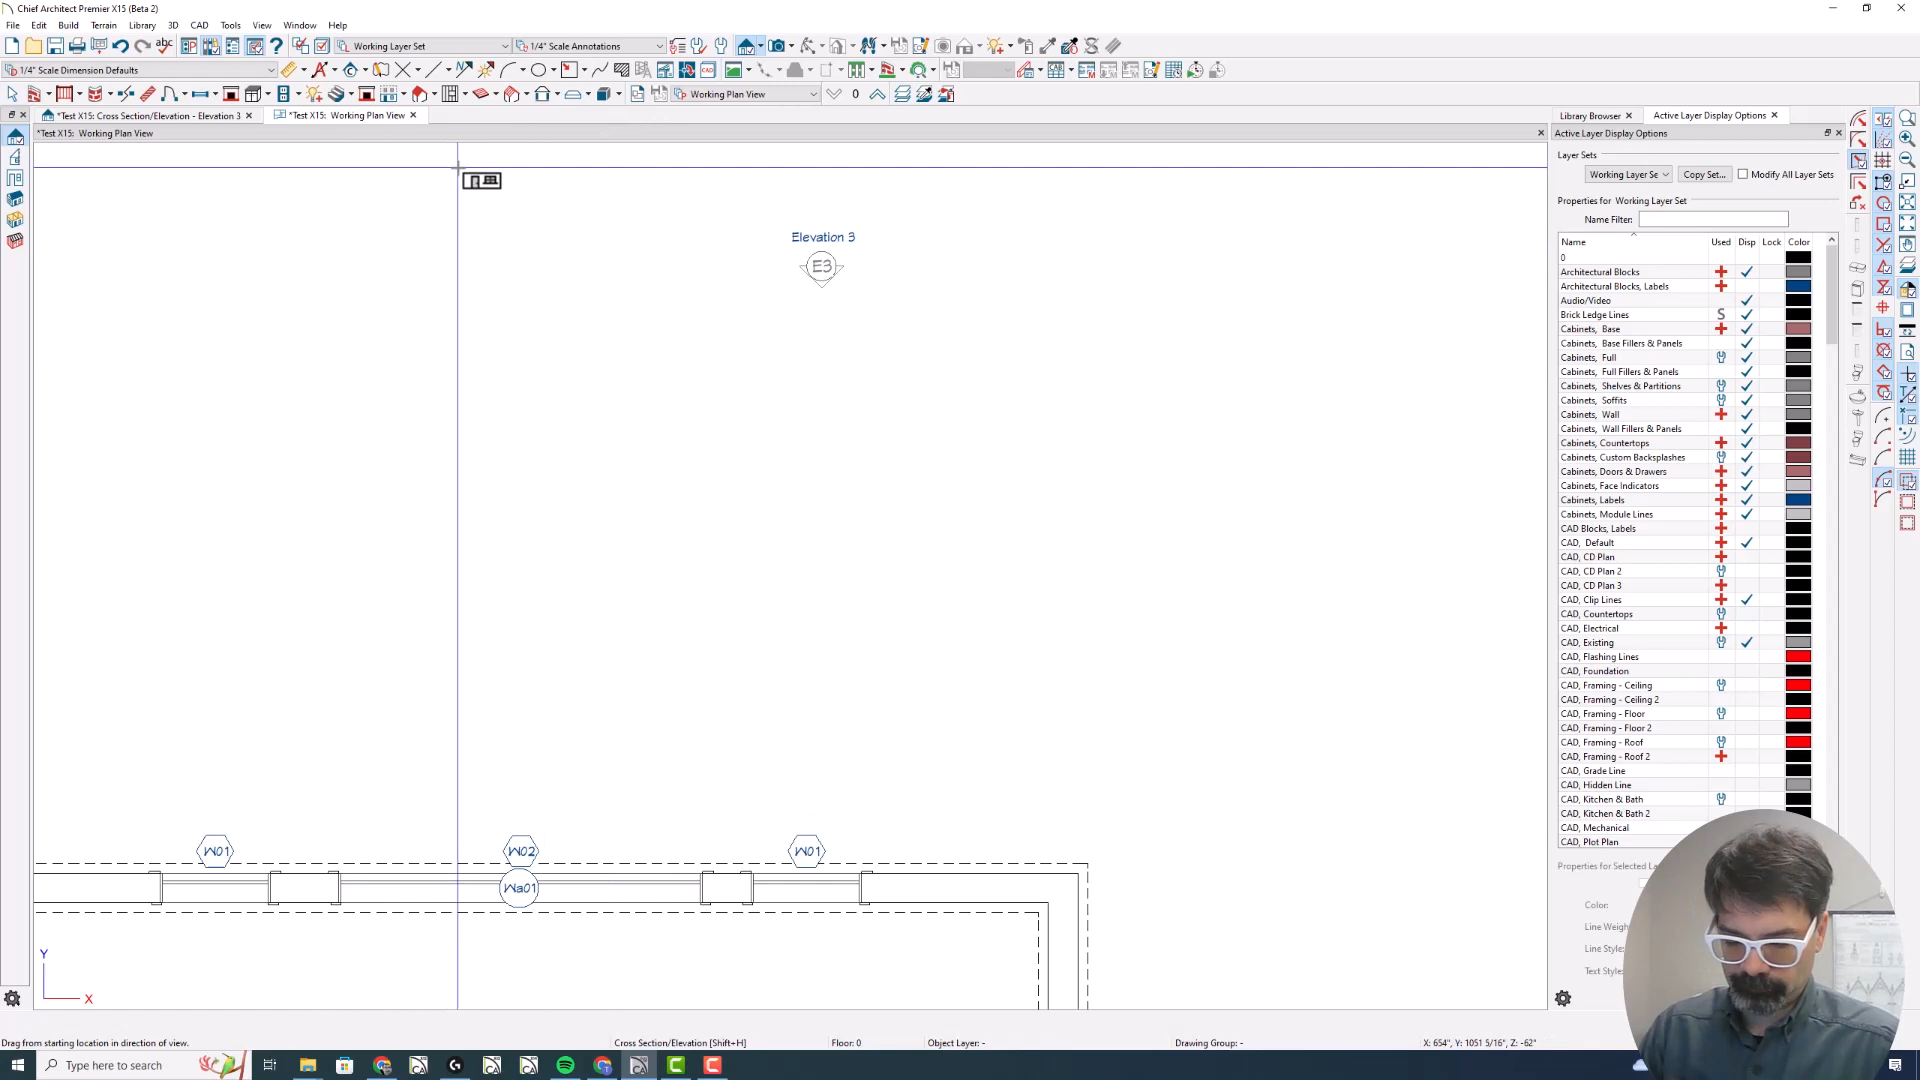 Chief Architect Premier X15 (Beta 2)
File Edit Build Terrain Library 3D CAD Tools View Window Help
Working Layer Set
1/4" Scale Annotations
1/4" Scale Dimension Defaults
0
Working Plan View
*Test X15: Cross Section/Elevation - Elevation 3
*Test X15: Working Plan View
*Test X15: Working Plan View
Elevation 3
E3
W01
W02
W01
Wa01
Y
X
Library Browser
Active Layer Display Options
Active Layer Display Options
Layer Sets
Working Layer Se
Copy Set...
Modify All Layer Sets
Properties for Working Layer Set
Name Filter:
Name Used Disp Lock Color
0
Architectural Blocks
Architectural Blocks, Labels
Audio/Video
Brick Ledge Lines S
Cabinets, Base
Cabinets, Base Fillers & Panels
Cabinets, Full
Cabinets, Full Fillers & Panels
Cabinets, Shelves & Partitions
Cabinets, Soffits
Cabinets, Wall
Cabinets, Wall Fillers & Panels
Cabinets, Countertops
Cabinets, Custom Backsplashes
Cabinets, Doors & Drawers
Cabinets, Face Indicators
Cabinets, Labels
Cabinets, Module Lines
CAD Blocks, Labels
CAD, Default
CAD, CD Plan
CAD, CD Plan 2
CAD, CD Plan 3
CAD, Clip Lines
CAD, Countertops
CAD, Electrical
CAD, Existing
CAD, Flashing Lines
CAD, Foundation
CAD, Framing - Ceiling
CAD, Framing - Ceiling 2
CAD, Framing - Floor
CAD, Framing - Floor 2
CAD, Framing - Roof
CAD, Framing - Roof 2
CAD, Grade Line
CAD, Hidden Line
CAD, Kitchen & Bath
CAD, Kitchen & Bath 2
CAD, Mechanical
CAD, Plot Plan
Properties for Selected
Color:
Line Weigh
Line Style:
Text Style:
Drag from starting location in direction of view.
Cross Section/Elevation [Shift+H]
Floor: 0
Object Layer: -
Drawing Group: -
X: 654", Y: 1051 5/16", Z: -62"
Type here to search